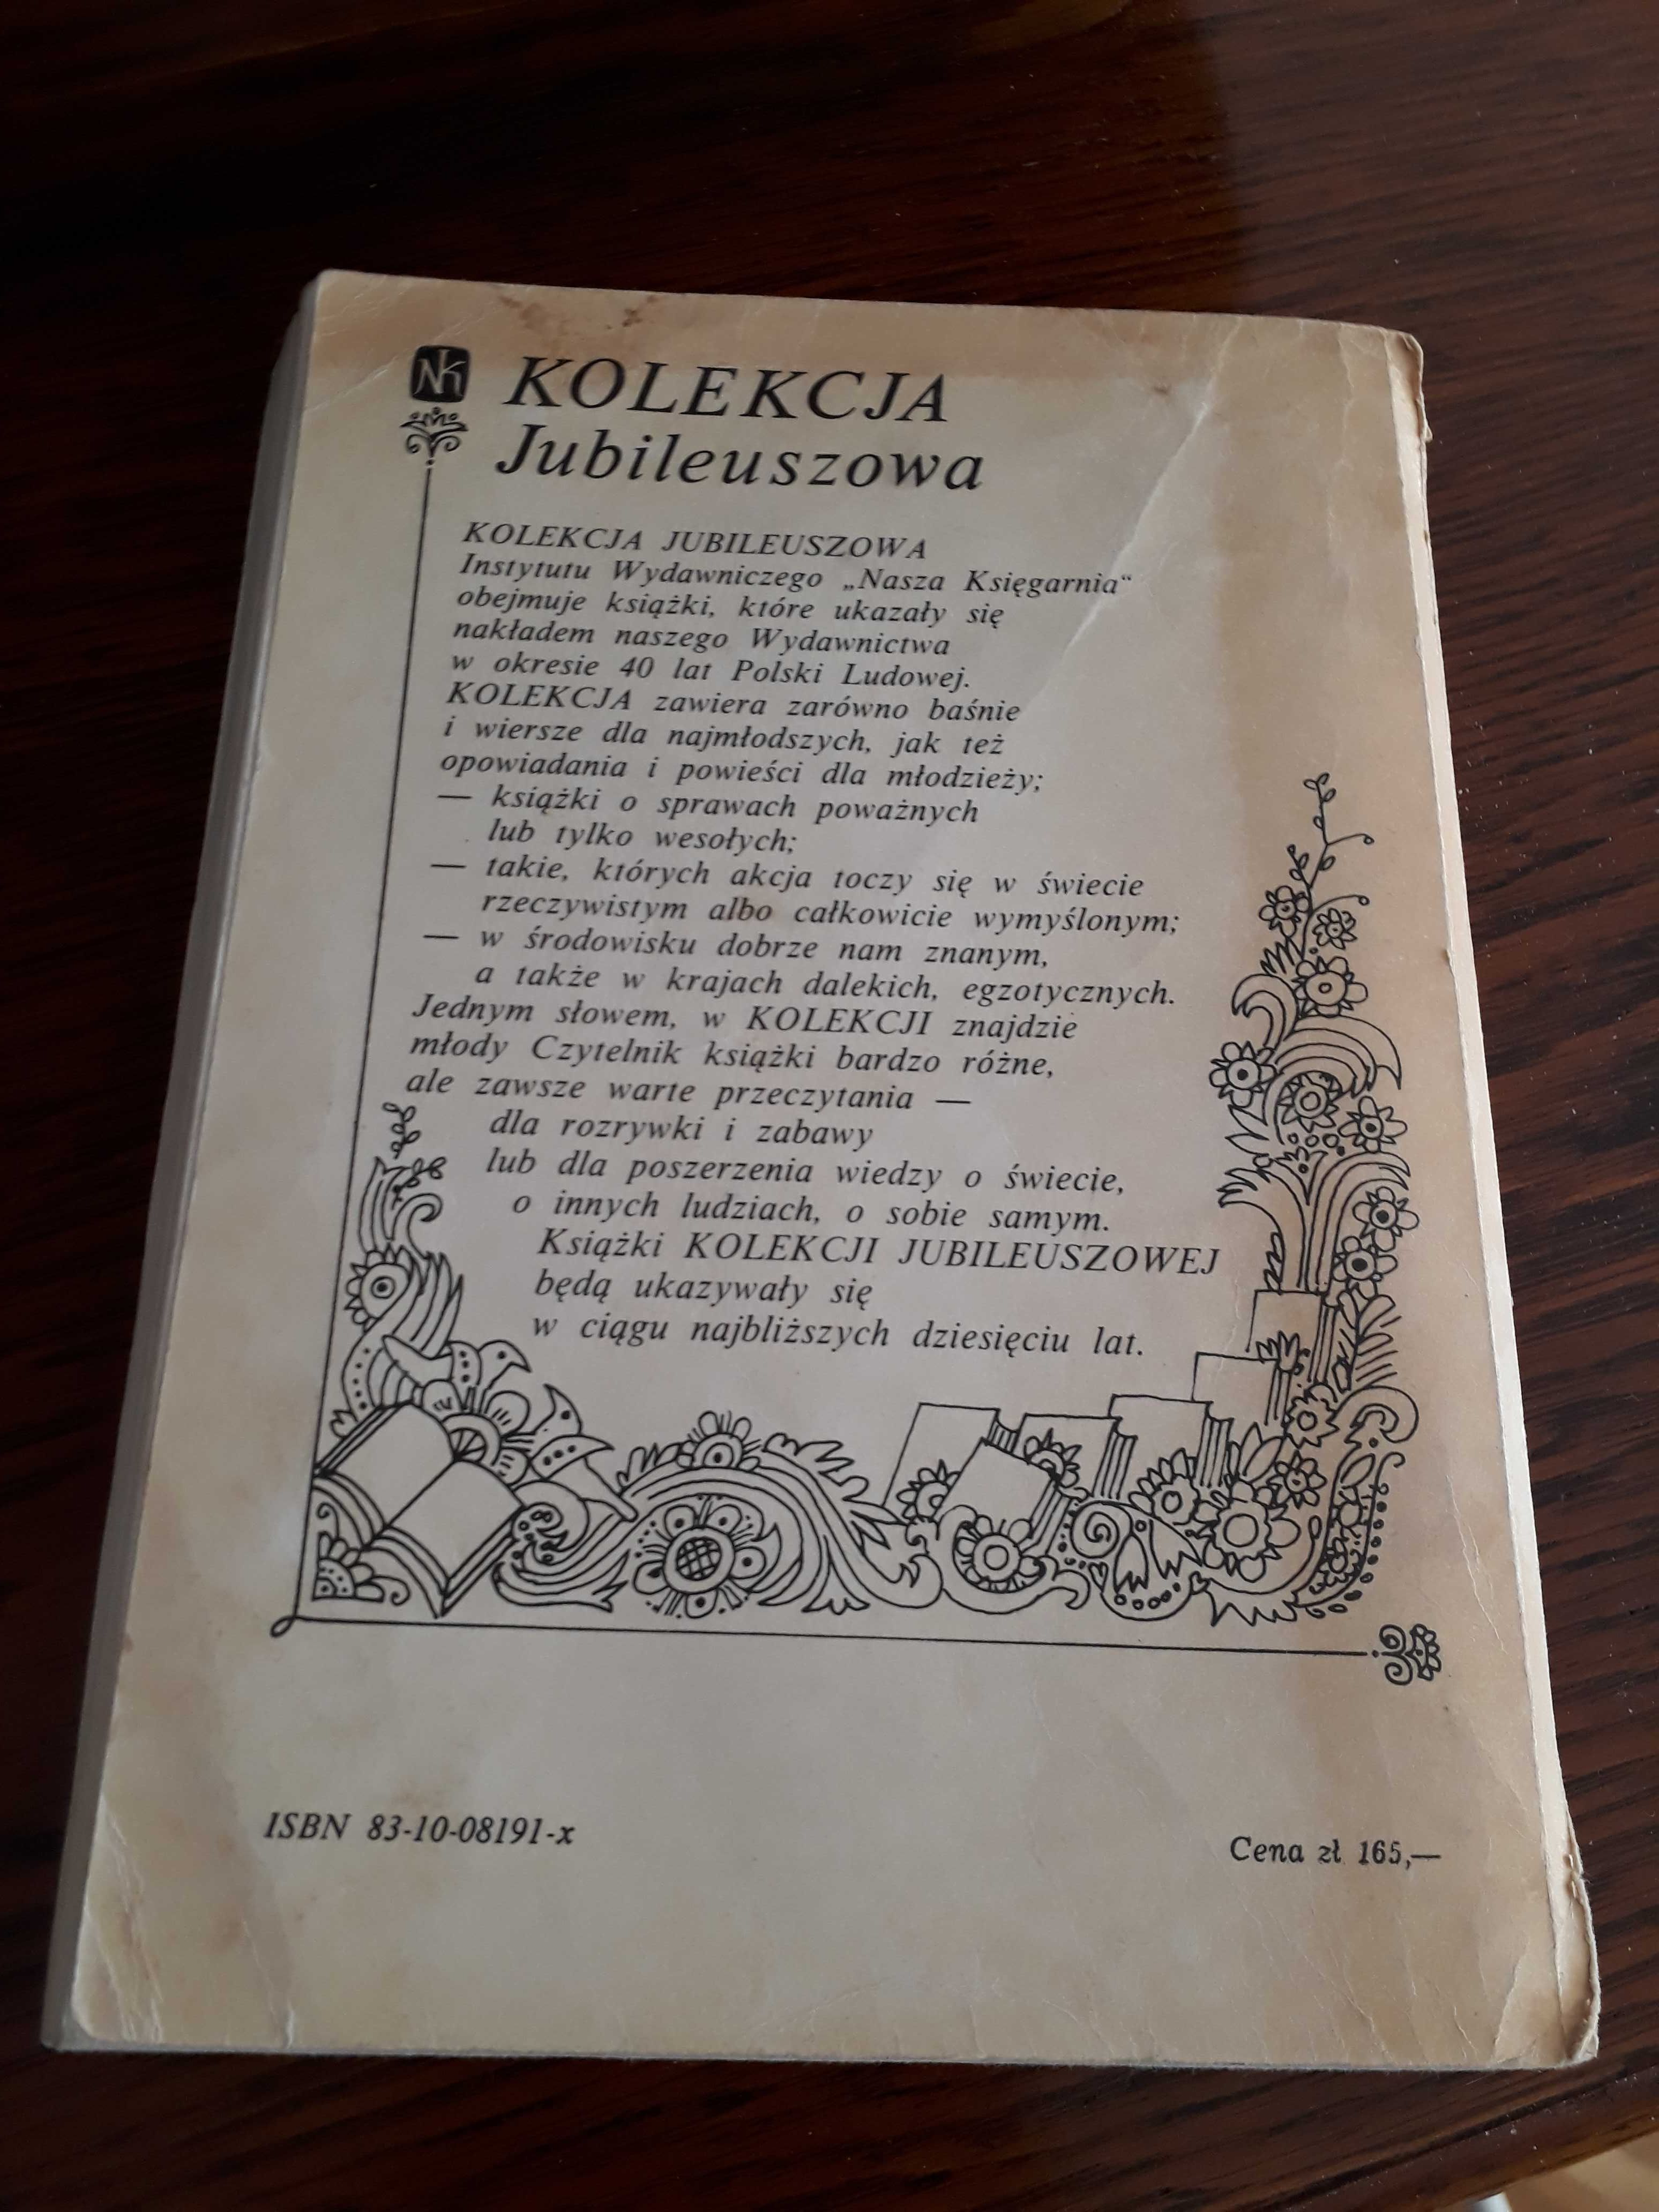 NK
KOLEKCJA
Jubileuszowa
KOLEKCJA JUBILEUSZOWA
Instytutu Wydawniczego „Nasza Księgarnia“
obejmuje książki, które ukazały się
nakładem naszego Wydawnictwa
w okresie 40 lat Polski Ludowej.
KOLEKCJA zawiera zarówno baśnie
i wiersze dla najmłodszych, jak też
opowiadania i powieści dla młodzieży;
— książki o sprawach poważnych
lub tylko wesołych;
— takie, których akcja toczy się w świecie
rzeczywistym albo całkowicie wymyślonym;
— w środowisku dobrze nam znanym,
a także w krajach dalekich, egzotycznych.
Jednym słowem, w KOLEKCJI znajdzie
młody Czytelnik książki bardzo różne,
ale zawsze warte przeczytania —
dla rozrywki i zabawy
lub dla poszerzenia wiedzy o świecie,
o innych ludziach, o sobie samym.
Książki KOLEKCJI JUBILEUSZOWEJ
będą ukazywały się
w ciągu najbliższych dziesięciu lat.
ISBN 83-10-08191-x
Cena zł 165,—